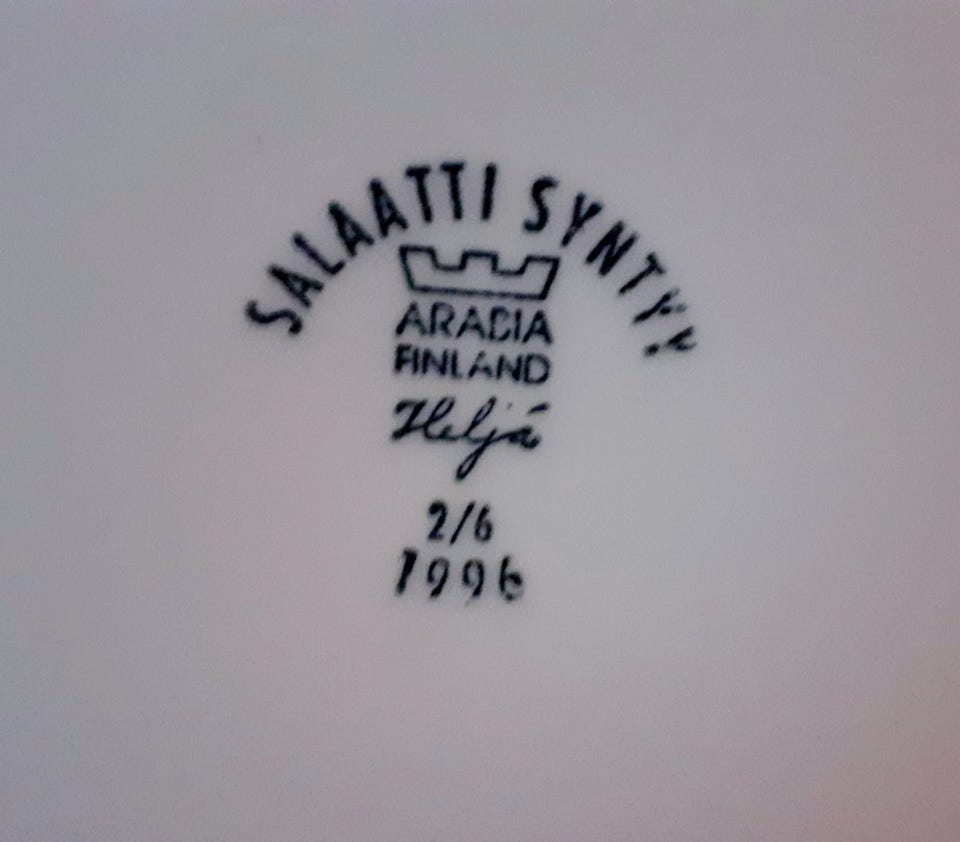 SALAATTI SYNTYY
ARABIA
FINLAND
Heljä
2/6
1996